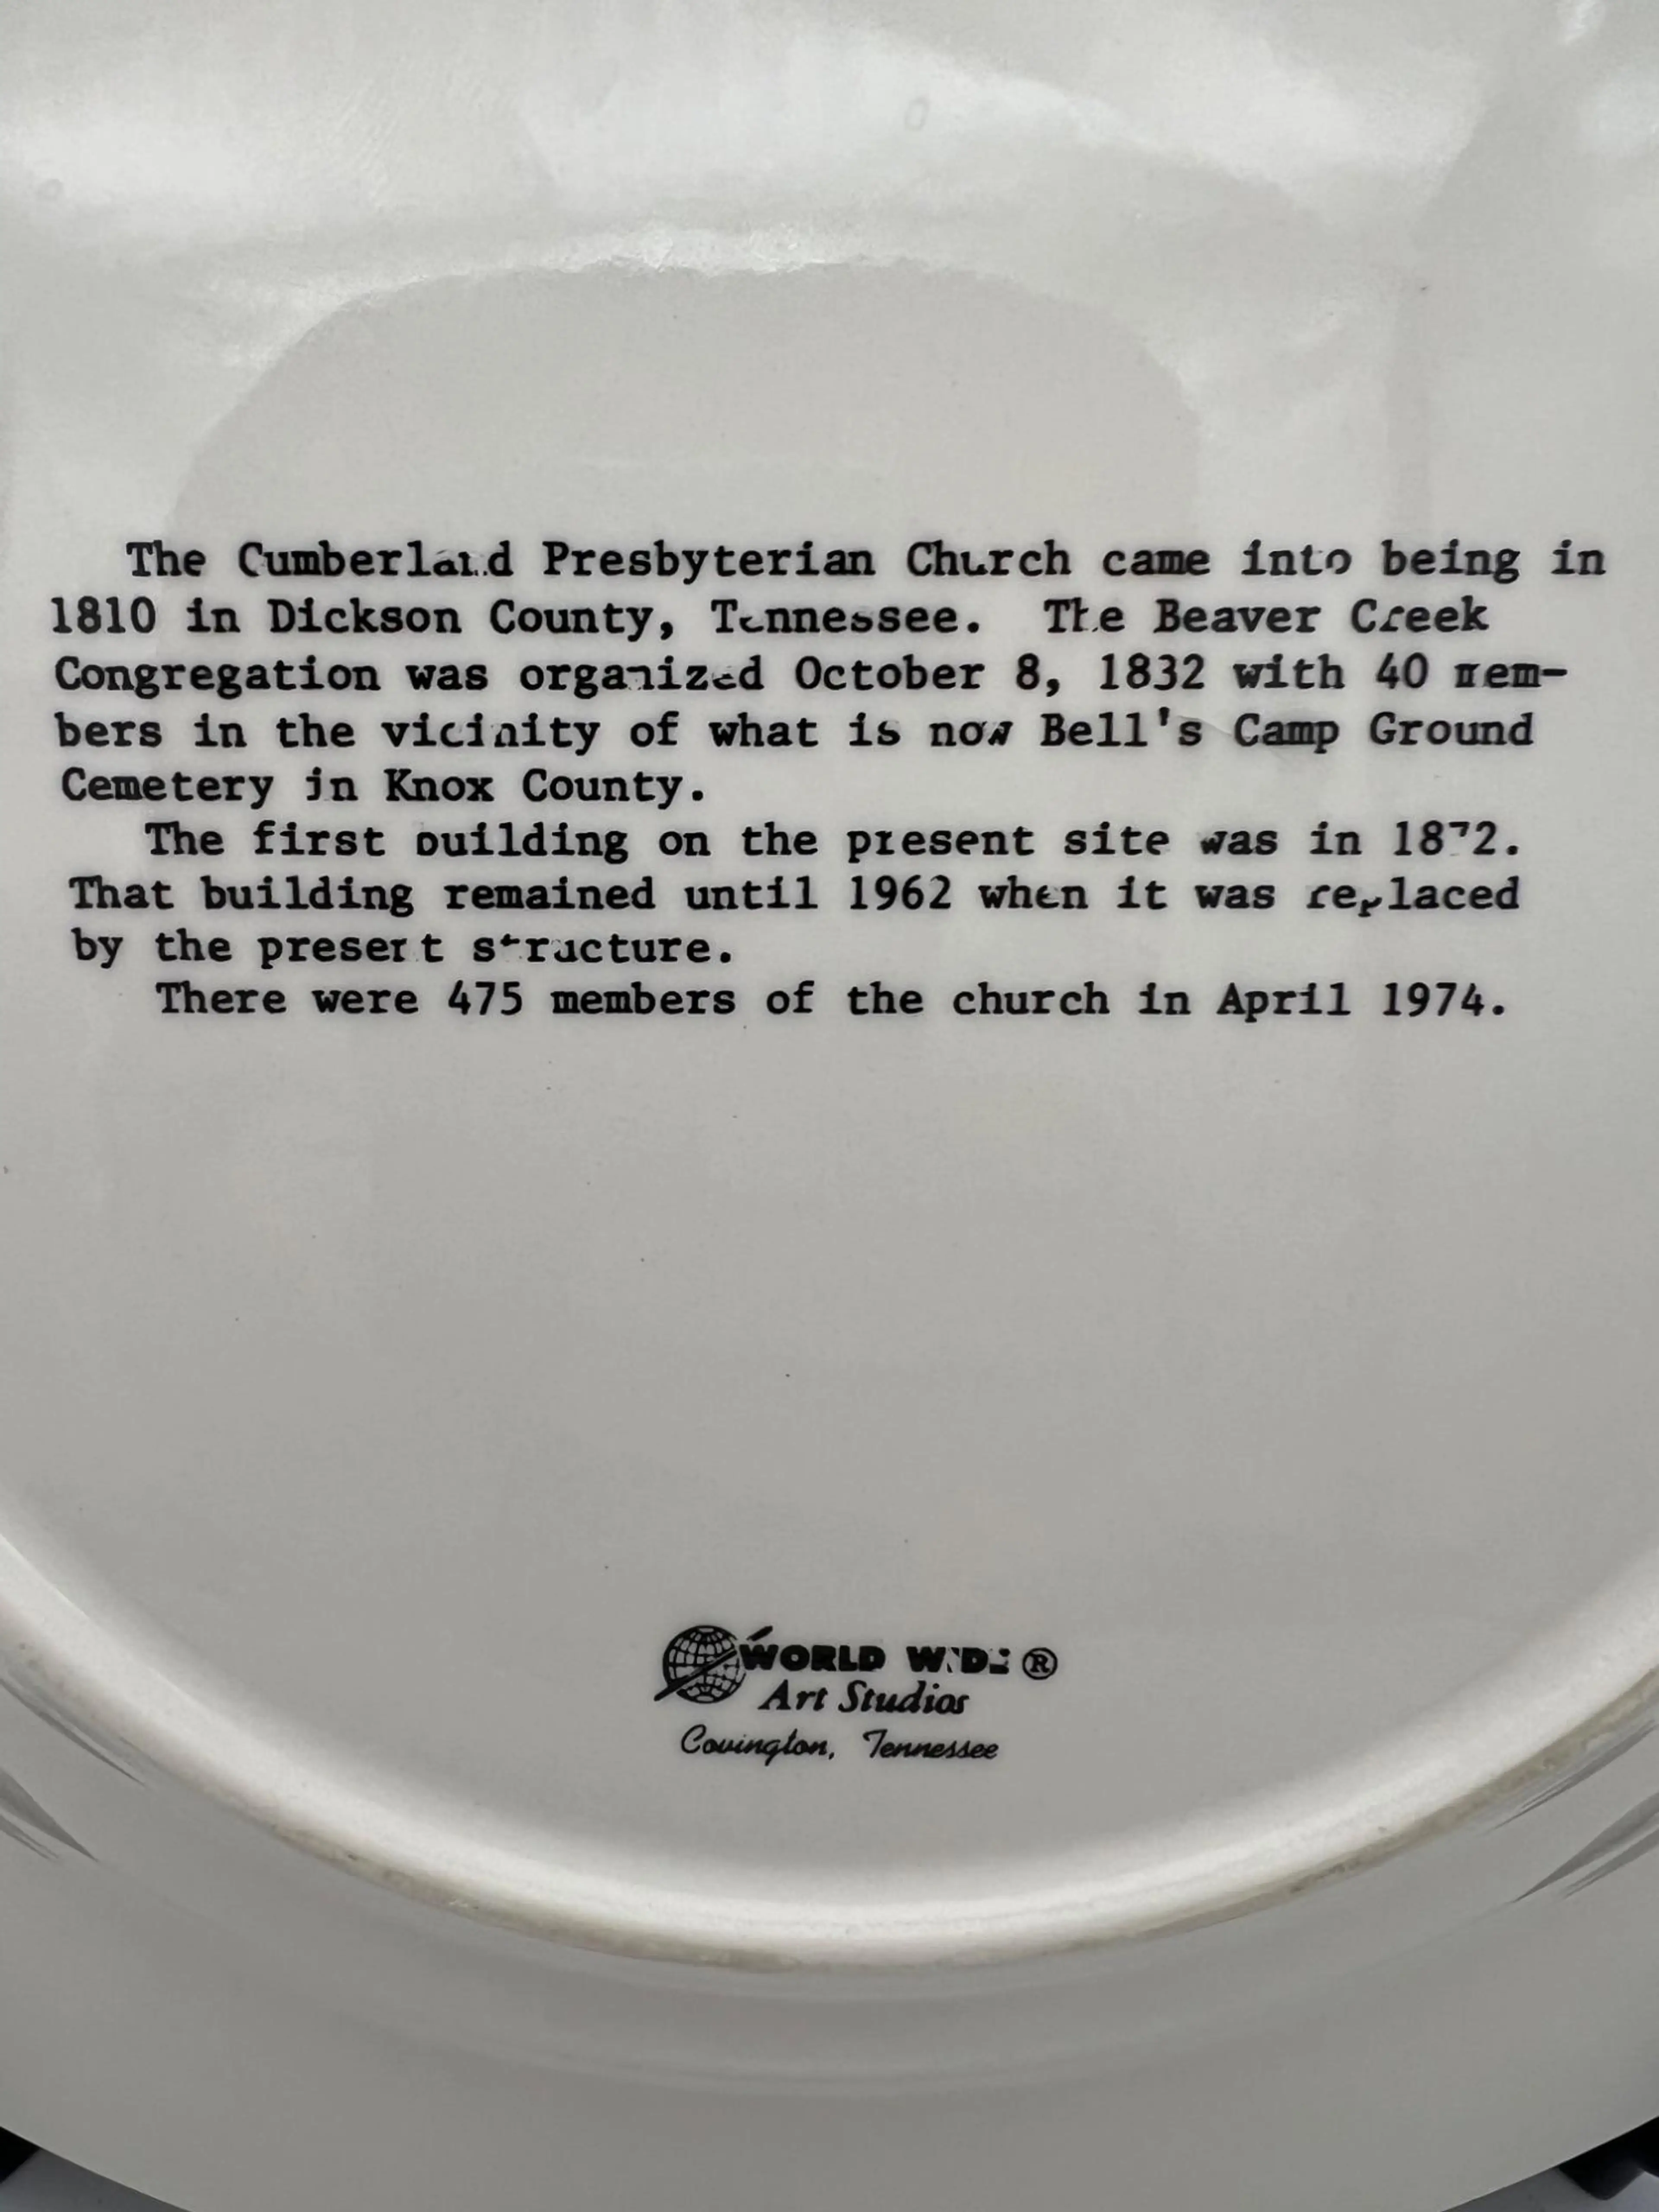 The Cumberland Presbyterian Church came into being in
1810 in Dickson County, Tennessee. The Beaver Creek
Congregation was organized October 8, 1832 with 40 mem-
bers in the vicinity of what is now Bell's Camp Ground
Cemetery in Knox County.
The first building on the present site was in 1872.
That building remained until 1962 when it was replaced
by the present structure.
There were 475 members of the church in April 1974.
WORLD WIDE ®
Art Studios
Covington, Tennessee